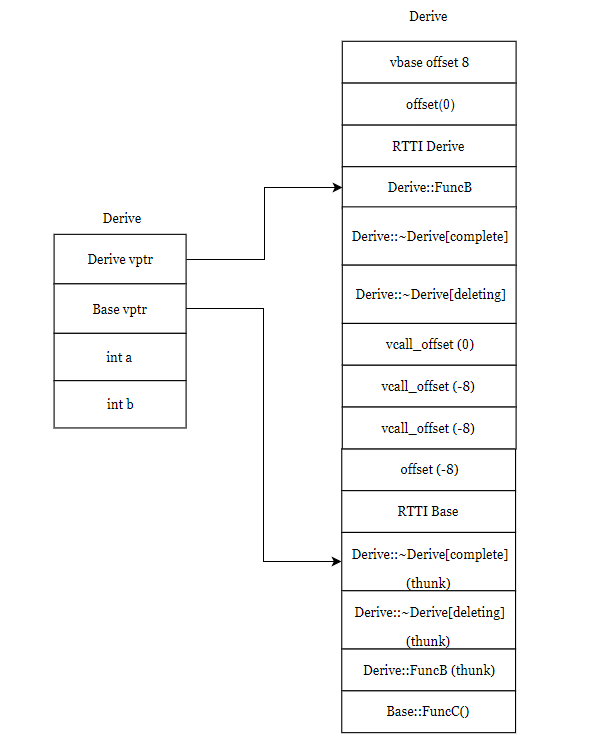 Derive
vbase offset 8
offset(0)
RTTI Derive
Derive::FuncB
Derive::~Derive[complete]
Derive::~Derive[deleting]
vcall_offset (0)
vcall_offset (-8)
vcall_offset (-8)
offset (-8)
RTTI Base
Derive::~Derive[complete]
(thunk)
Derive::~Derive[deleting]
(thunk)
Derive::FuncB (thunk)
Base::FuncC()
Derive
Derive vptr
Base vptr
int a
int b